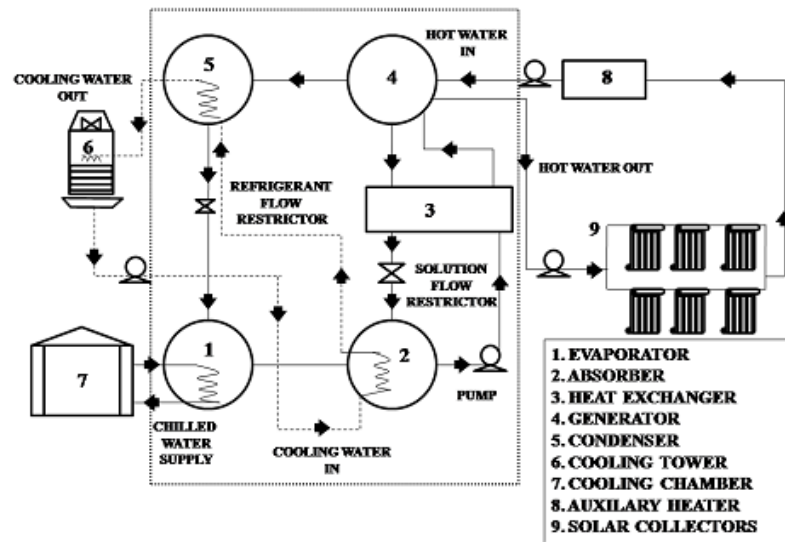 HOT WATER
IN
5
4
8
COOLING WATER
OUT
6
HOT WATER OUT
REFRIGERANT
FLOW
RESTRICTOR
3
9
SOLUTION
FLOW
RESTRICTOR
1
2
7
PUMP
CHILLED
WATER
SUPPLY
COOLING WATER
IN
1. EVAPORATOR
2. ABSORBER
3. HEAT EXCHANGER
4. GENERATOR
5. CONDENSER
6. COOLING TOWER
7. COOLING CHAMBER
8. AUXILARY HEATER
9. SOLAR COLLECTORS